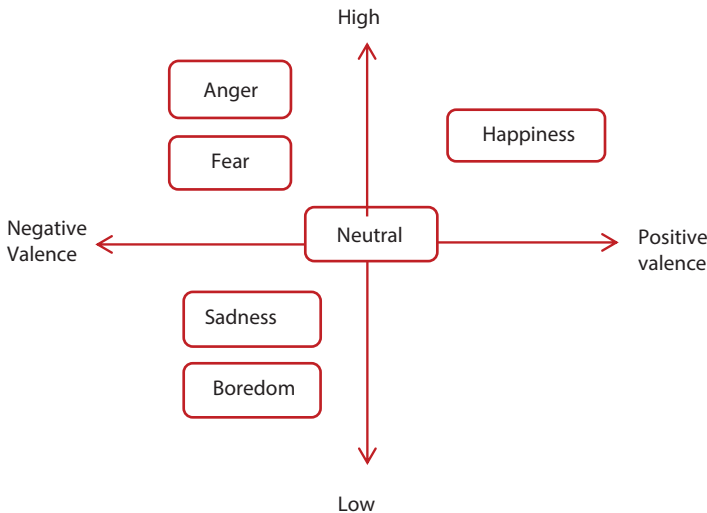 High
Anger
Happiness
Fear
Negative
Valence
Neutral
Positive
valence
Sadness
Boredom
Low